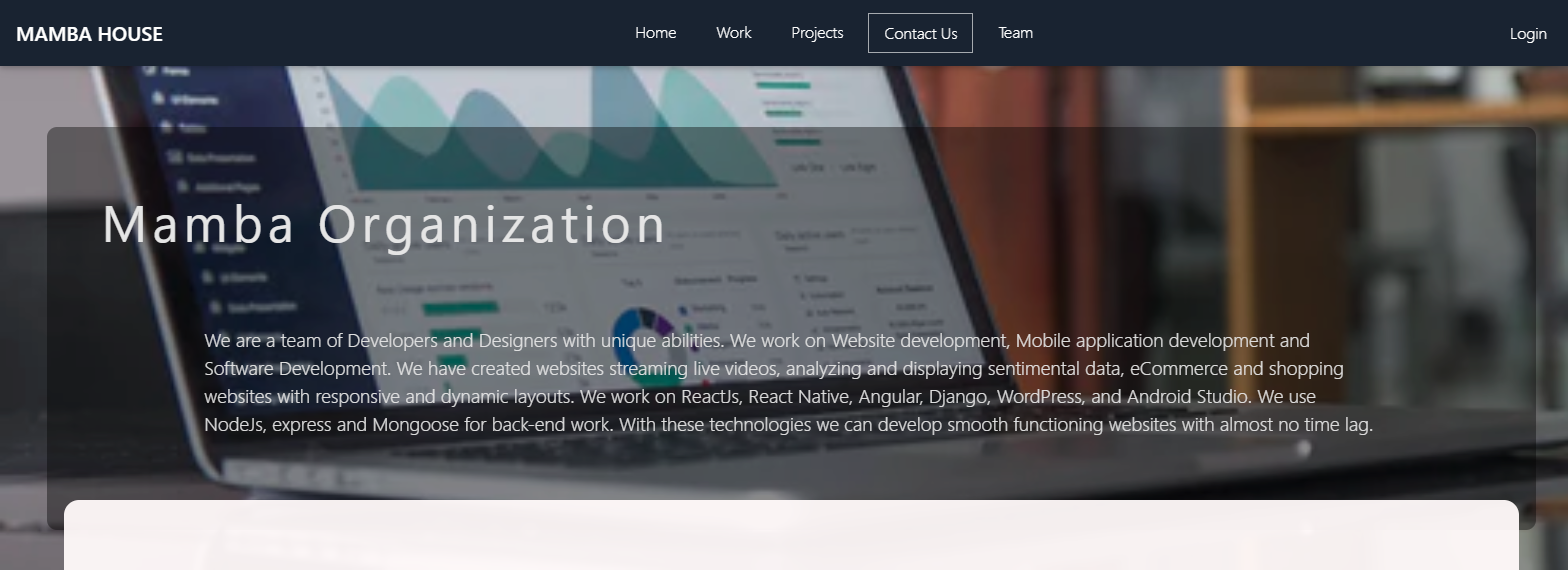 MAMBA HOUSE
Home Work Projects Contact Us Team
Login
Mamba Organization
We are a team of Developers and Designers with unique abilities. We work on Website development, Mobile application development and
Software Development. We have created websites streaming live videos, analyzing and displaying sentimental data, eCommerce and shopping
websites with responsive and dynamic layouts. We work on ReactJs, React Native, Angular, Django, WordPress, and Android Studio. We use
NodeJs, express and Mongoose for back-end work. With these technologies we can develop smooth functioning websites with almost no time lag.